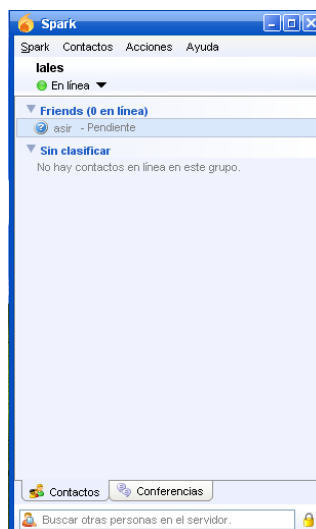 Spark
Spark Contactos Acciones Ayuda
lales
En línea
Friends (0 en línea)
asir - Pendiente
Sin clasificar
No hay contactos en línea en este grupo.
Contactos Conferencias
Buscar otras personas en el servidor.